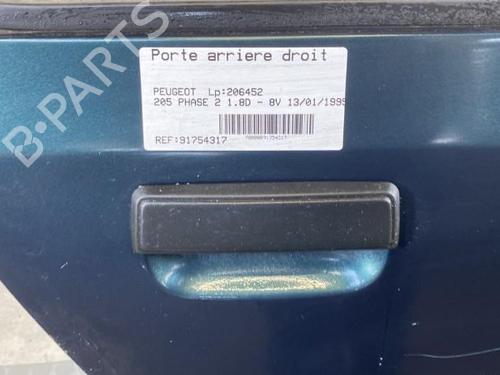 Porte arriere droit
PEUGEOT Lp:206452
205 PHASE 2 1.8D - 8V 13/01/1995
REF:91754317
B-PARTS